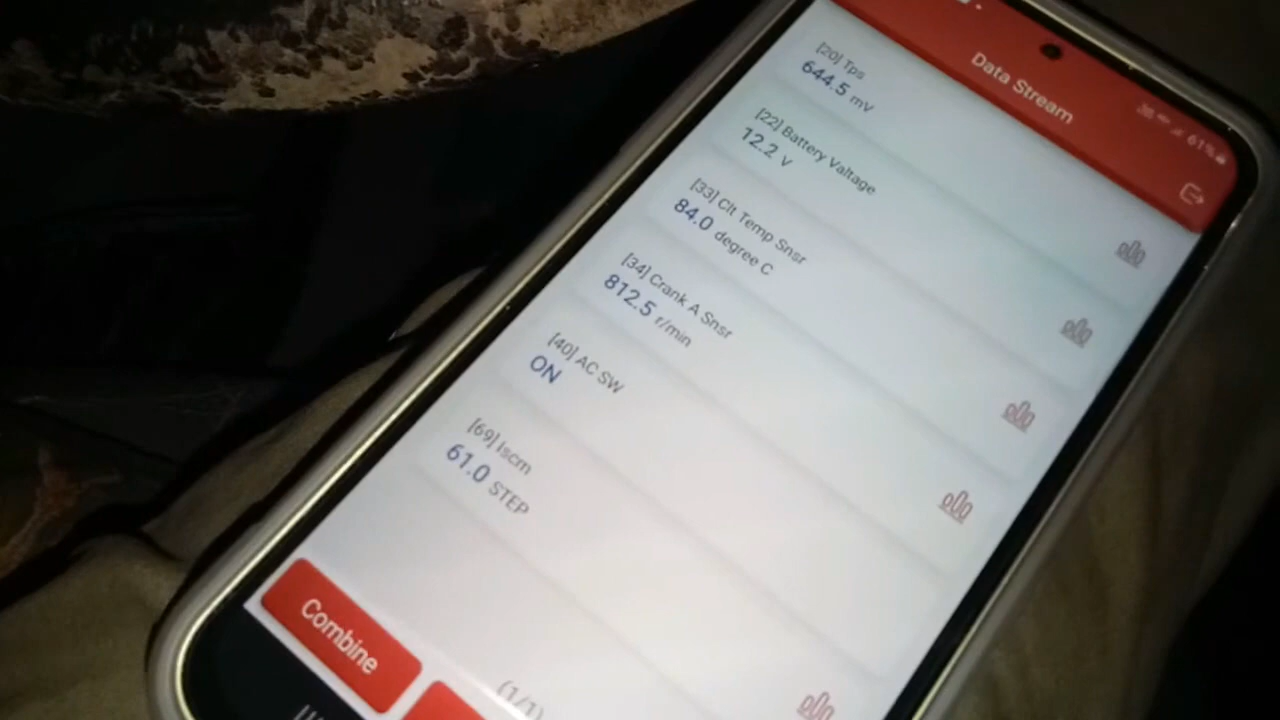 61%
Data Stream
[20] Tps
644.5 mV
[22] Battery Valtage
12.2 V
[33] Clt Temp Snsr
84.0 degree C
[34] Crank A Snsr
812.5 r/min
[40] AC SW
ON
[69] Iscm
61.0 STEP
(1/1)
Combine